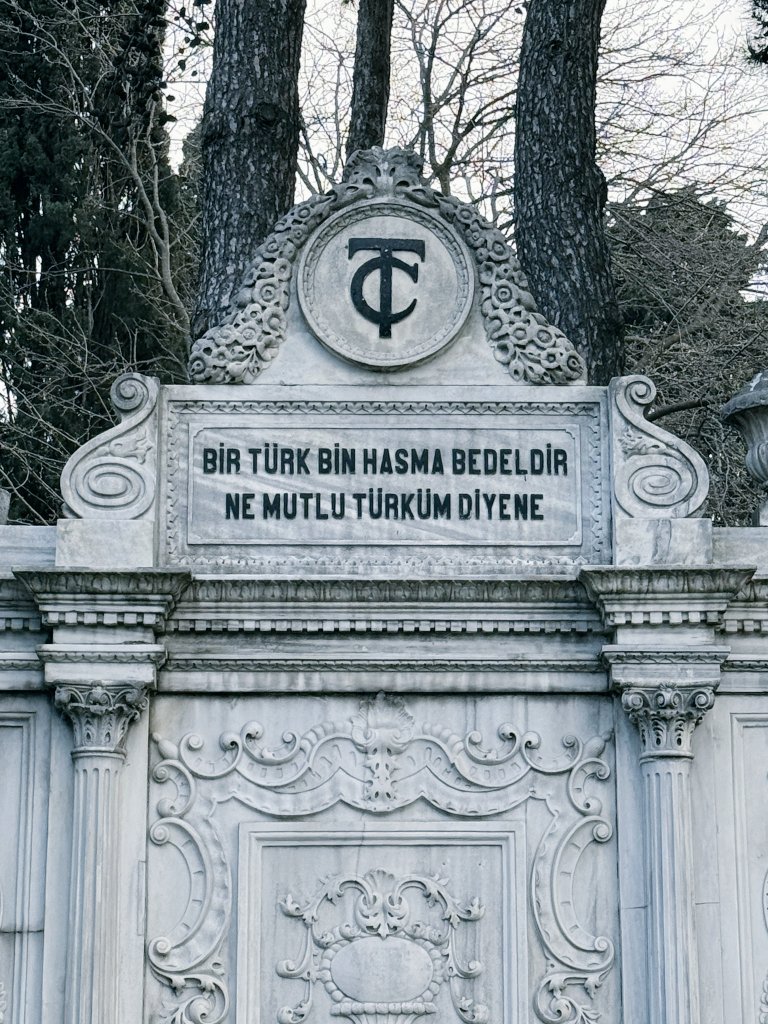 TC
BİR TÜRK BİN HASMA BEDELDİR
NE MUTLU TÜRKÜM DİYENE